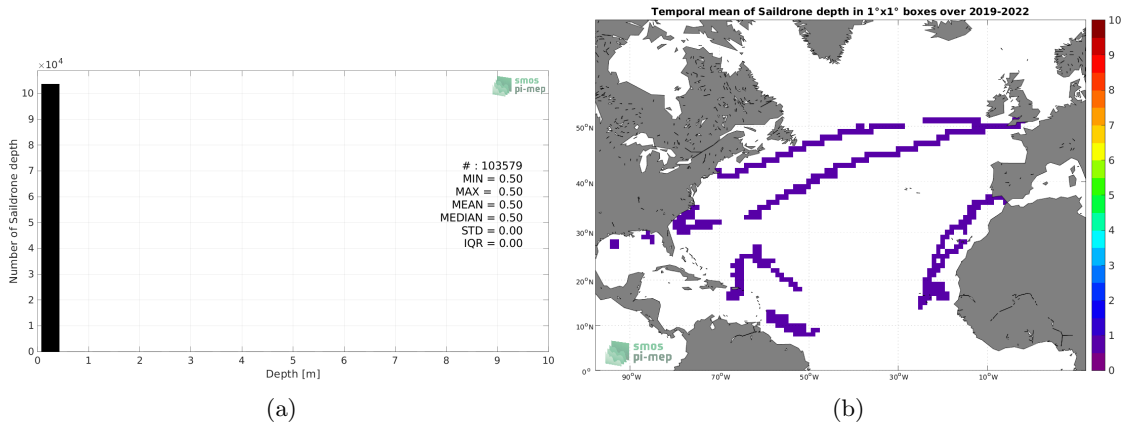 ×10⁴
10
9
8
7
6
5
4
3
2
1
0
Number of Saildrone depth
smos
pi-mep
# : 103579
MIN = 0.50
MAX = 0.50
MEAN = 0.50
MEDIAN = 0.50
STD = 0.00
IQR = 0.00
0 1 2 3 4 5 6 7 8 9 10
Depth [m]
(a)
Temporal mean of Saildrone depth in 1°x1° boxes over 2019-2022
50°N
40°N
30°N
20°N
10°N
0°
90°W 70°W 50°W 30°W 10°W
smos
pi-mep
10
9
8
7
6
5
4
3
2
1
0
(b)